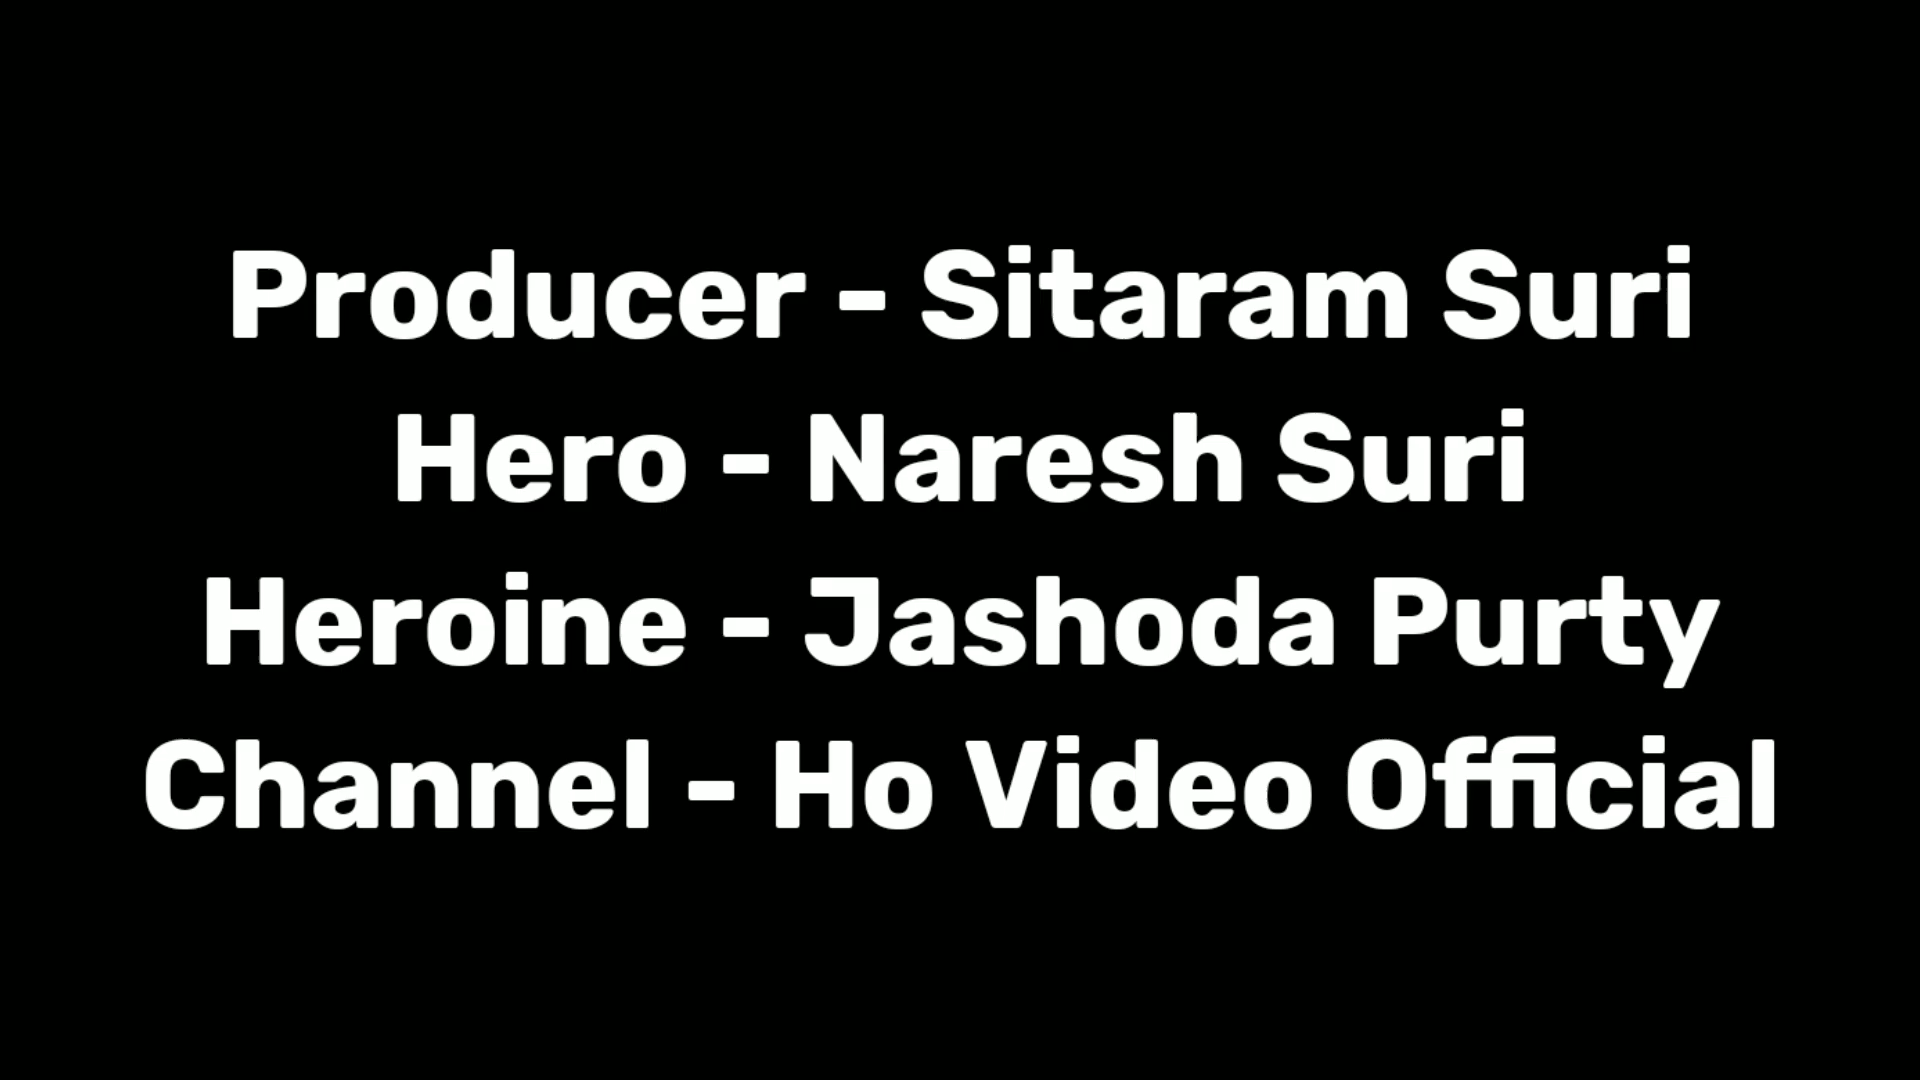 Producer - Sitaram Suri
Hero - Naresh Suri
Heroine - Jashoda Purty
Channel - Ho Video Official